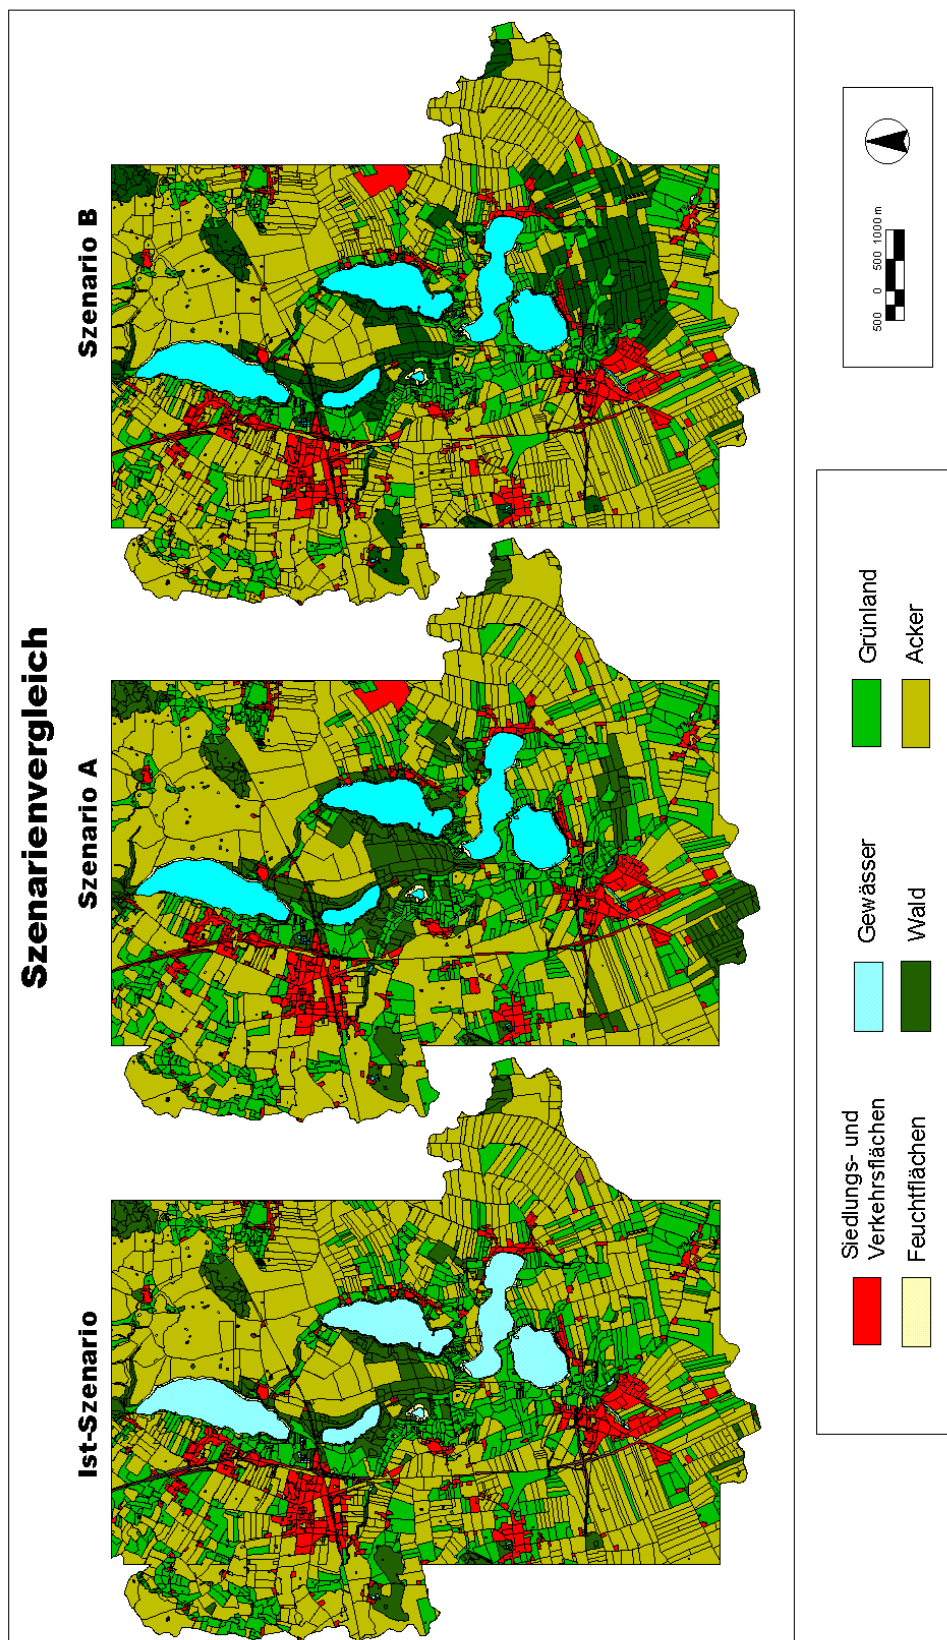 Szenarienvergleich
Ist-Szenario
Szenario A
Szenario B
Siedlungs- und
Verkehrsflächen
Feuchtflächen
Gewässer
Wald
Grünland
Acker
500 0 500 1000 m